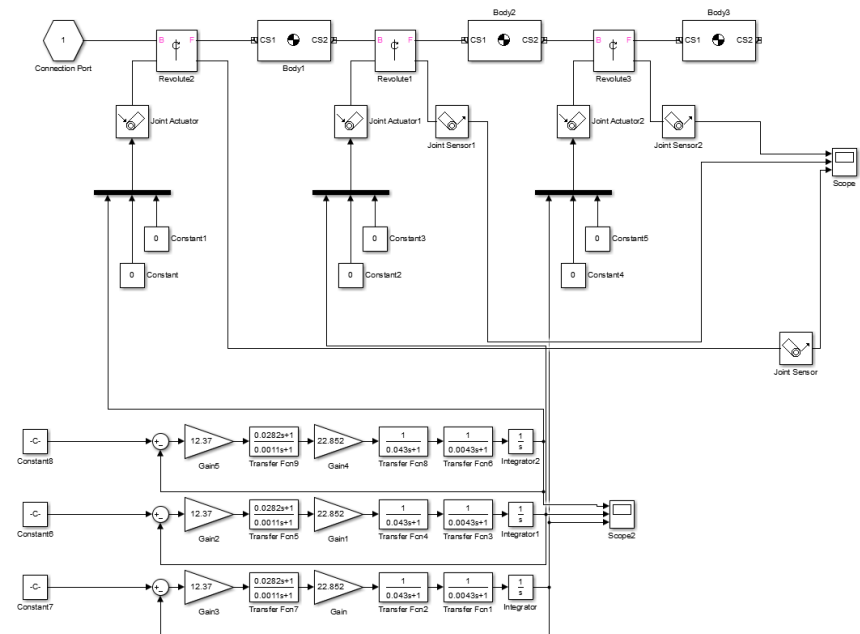 Body2
Body3
1
B F
CS1 CS2
B F
CS1 CS2
B F
CS1 CS2
Connection Port
Revolute2
Body1
Revolute1
Revolute3
Joint Actuator
Joint Actuator1
Joint Sensor1
Joint Actuator2
Joint Sensor2
Scope
0
Constant1
0
Constant3
0
Constant5
0
Constant
0
Constant2
0
Constant4
Joint Sensor
-C-
Constant8
+
-
12.37
Gain5
0.0282s+1
0.0011s+1
Transfer Fcn9
22.852
Gain4
1
0.043s+1
Transfer Fcn8
1
0.0043s+1
Transfer Fcn6
1
s
Integrator2
-C-
Constant6
+
-
12.37
Gain2
0.0282s+1
0.0011s+1
Transfer Fcn5
22.852
Gain1
1
0.043s+1
Transfer Fcn4
1
0.0043s+1
Transfer Fcn3
1
s
Integrator1
Scope2
-C-
Constant7
+
-
12.37
Gain3
0.0282s+1
0.0011s+1
Transfer Fcn7
22.852
Gain
1
0.043s+1
Transfer Fcn2
1
0.0043s+1
Transfer Fcn1
1
s
Integrator